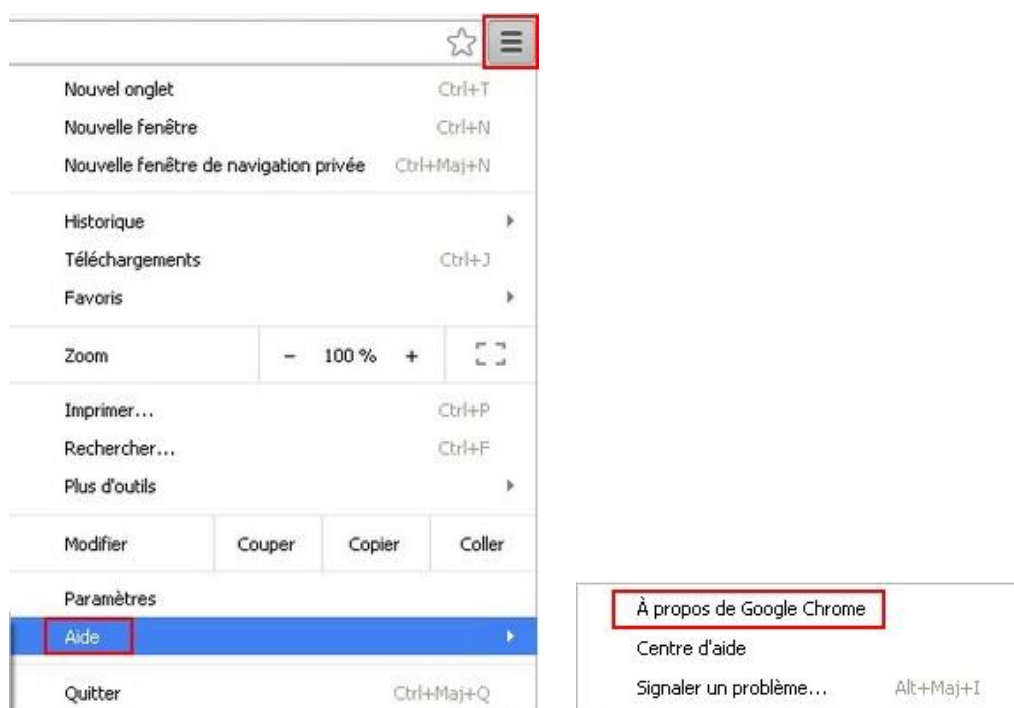 Nouvel onglet Ctrl+T
Nouvelle fenêtre Ctrl+N
Nouvelle fenêtre de navigation privée Ctrl+Maj+N
Historique
Téléchargements Ctrl+J
Favoris
Zoom - 100 % +
Imprimer... Ctrl+P
Rechercher... Ctrl+F
Plus d'outils
Modifier Couper Copier Coller
Paramètres
Aide
Quitter Ctrl+Maj+Q
À propos de Google Chrome
Centre d'aide
Signaler un problème... Alt+Maj+I